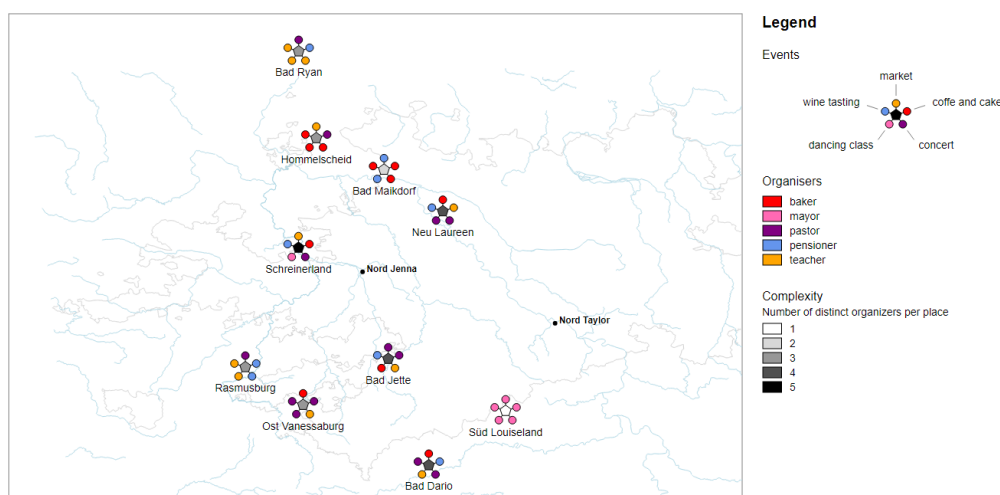 Bad Ryan
Hommelscheid
Bad Maikdorf
Neu Laureen
Schreinerland
Nord Jenna
Nord Taylor
Bad Jette
Rasmusburg
Ost Vanessaburg
Süd Louiseland
Bad Dario
Legend
Events
market
wine tasting
coffe and cake
dancing class
concert
Organisers
baker
mayor
pastor
pensioner
teacher
Complexity
Number of distinct organizers per place
1
2
3
4
5